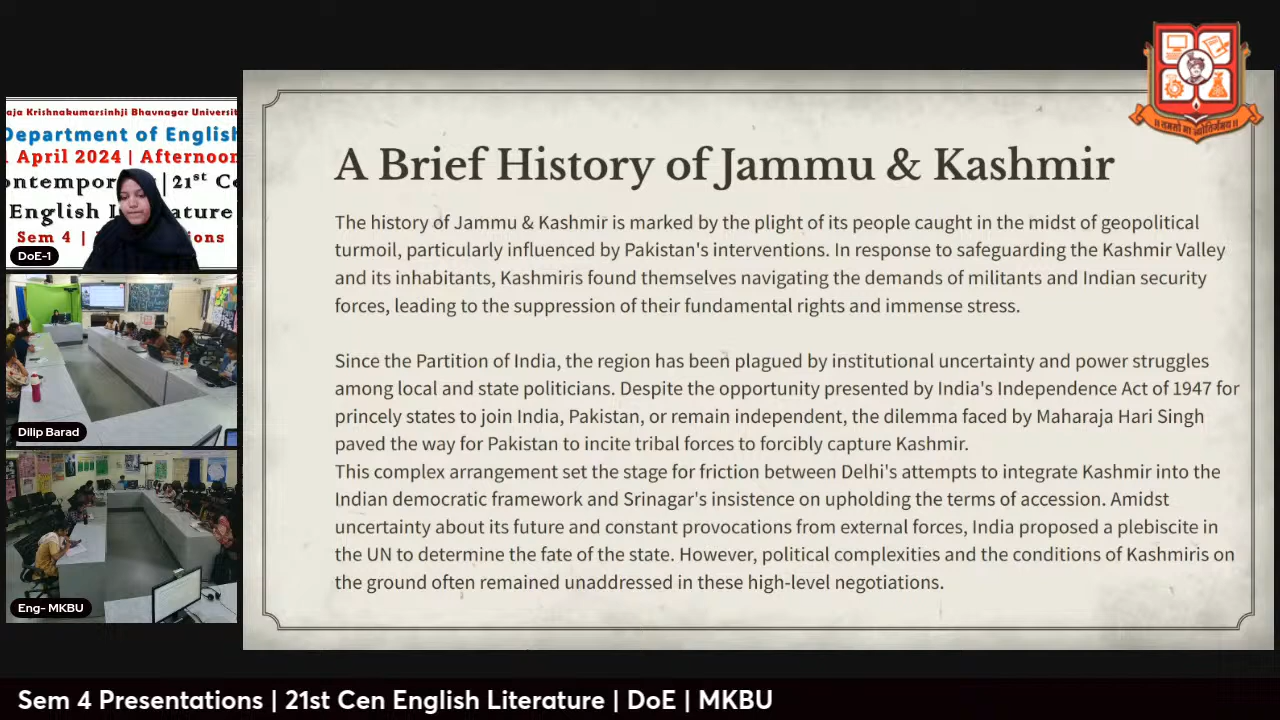 A Brief History of Jammu & Kashmir
The history of Jammu & Kashmir is marked by the plight of its people caught in the midst of geopolitical
turmoil, particularly influenced by Pakistan's interventions. In response to safeguarding the Kashmir Valley
and its inhabitants, Kashmiris found themselves navigating the demands of militants and Indian security
forces, leading to the suppression of their fundamental rights and immense stress.
Since the Partition of India, the region has been plagued by institutional uncertainty and power struggles
among local and state politicians. Despite the opportunity presented by India's Independence Act of 1947 for
princely states to join India, Pakistan, or remain independent, the dilemma faced by Maharaja Hari Singh
paved the way for Pakistan to incite tribal forces to forcibly capture Kashmir.
This complex arrangement set the stage for friction between Delhi's attempts to integrate Kashmir into the
Indian democratic framework and Srinagar's insistence on upholding the terms of accession. Amidst
uncertainty about its future and constant provocations from external forces, India proposed a plebiscite in
the UN to determine the fate of the state. However, political complexities and the conditions of Kashmiris on
the ground often remained unaddressed in these high-level negotiations.
॥ तमसो मा ज्योतिर्गमय ॥
aja Krishnakumarsinhji Bhavnagar Universit
Department of English
April 2024 | Afternoon
ontempor | 21st Ce
English L ature
Sem 4 | ions
DoE-1
Dilip Barad
Eng- MKBU
Sem 4 Presentations | 21st Cen English Literature | DoE | MKBU